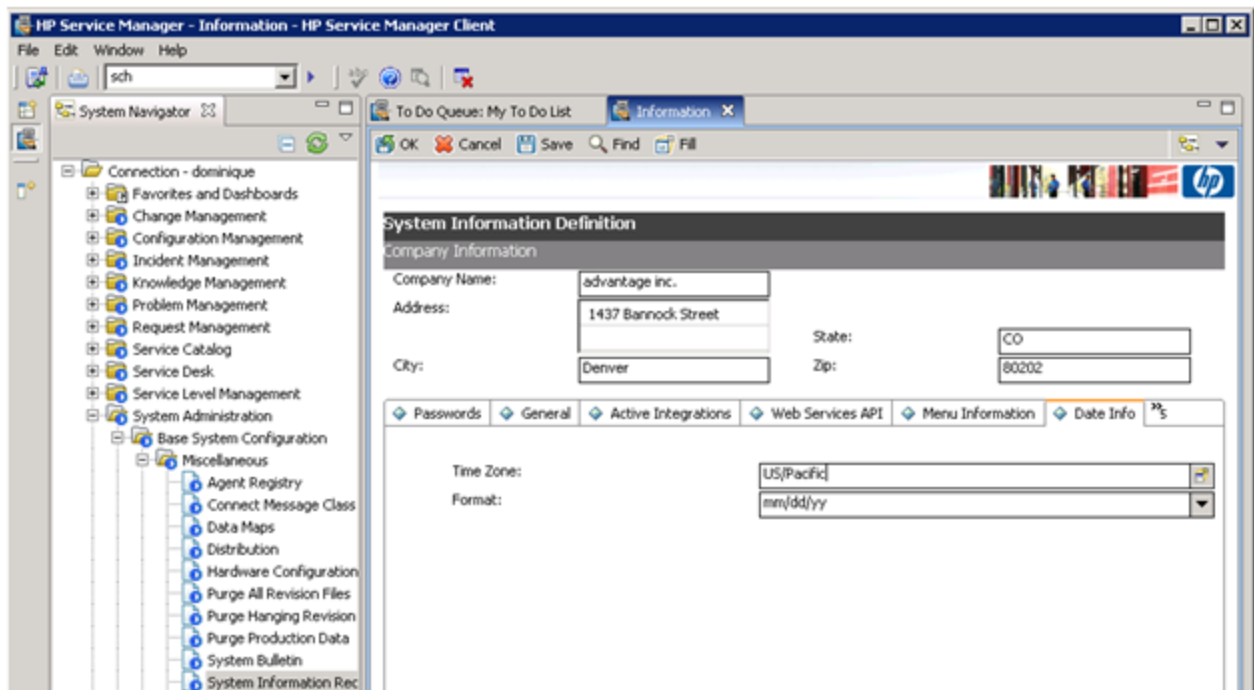 HP Service Manager - Information - HP Service Manager Client
File Edit Window Help
sch
System Navigator
To Do Queue: My To Do List
Information
OK Cancel Save Find Fill
Connection - dominique
Favorites and Dashboards
Change Management
Configuration Management
Incident Management
Knowledge Management
Problem Management
Request Management
Service Catalog
Service Desk
Service Level Management
System Administration
Base System Configuration
Miscellaneous
Agent Registry
Connect Message Class
Data Maps
Distribution
Hardware Configuration
Purge All Revision Files
Purge Hanging Revision
Purge Production Data
System Bulletin
System Information Rec
hp
System Information Definition
Company Information
Company Name: advantage inc.
Address: 1437 Bannock Street
State: CO
City: Denver Zip: 80202
Passwords General Active Integrations Web Services API Menu Information Date Info »5
Time Zone: US/Pacific
Format: mm/dd/yy